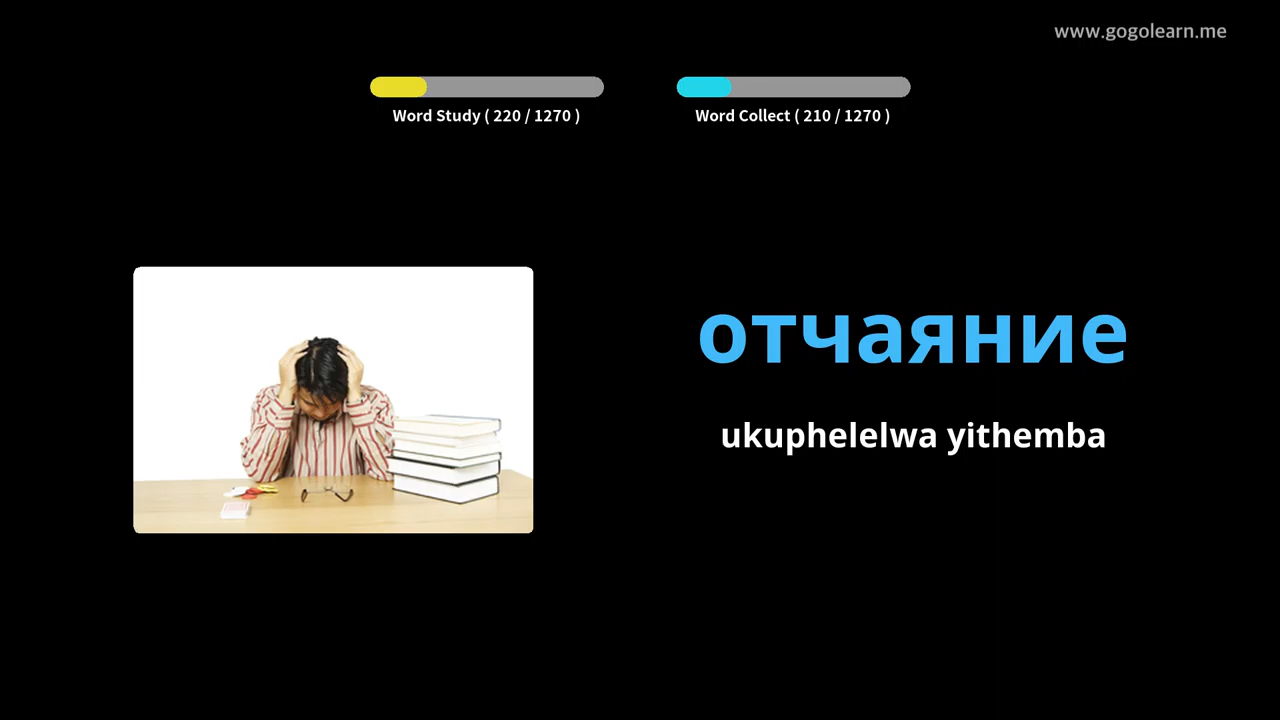 www.gogolearn.me
Word Study ( 220 / 1270 )
Word Collect ( 210 / 1270 )
отчаяние
ukuphelelwa yithemba